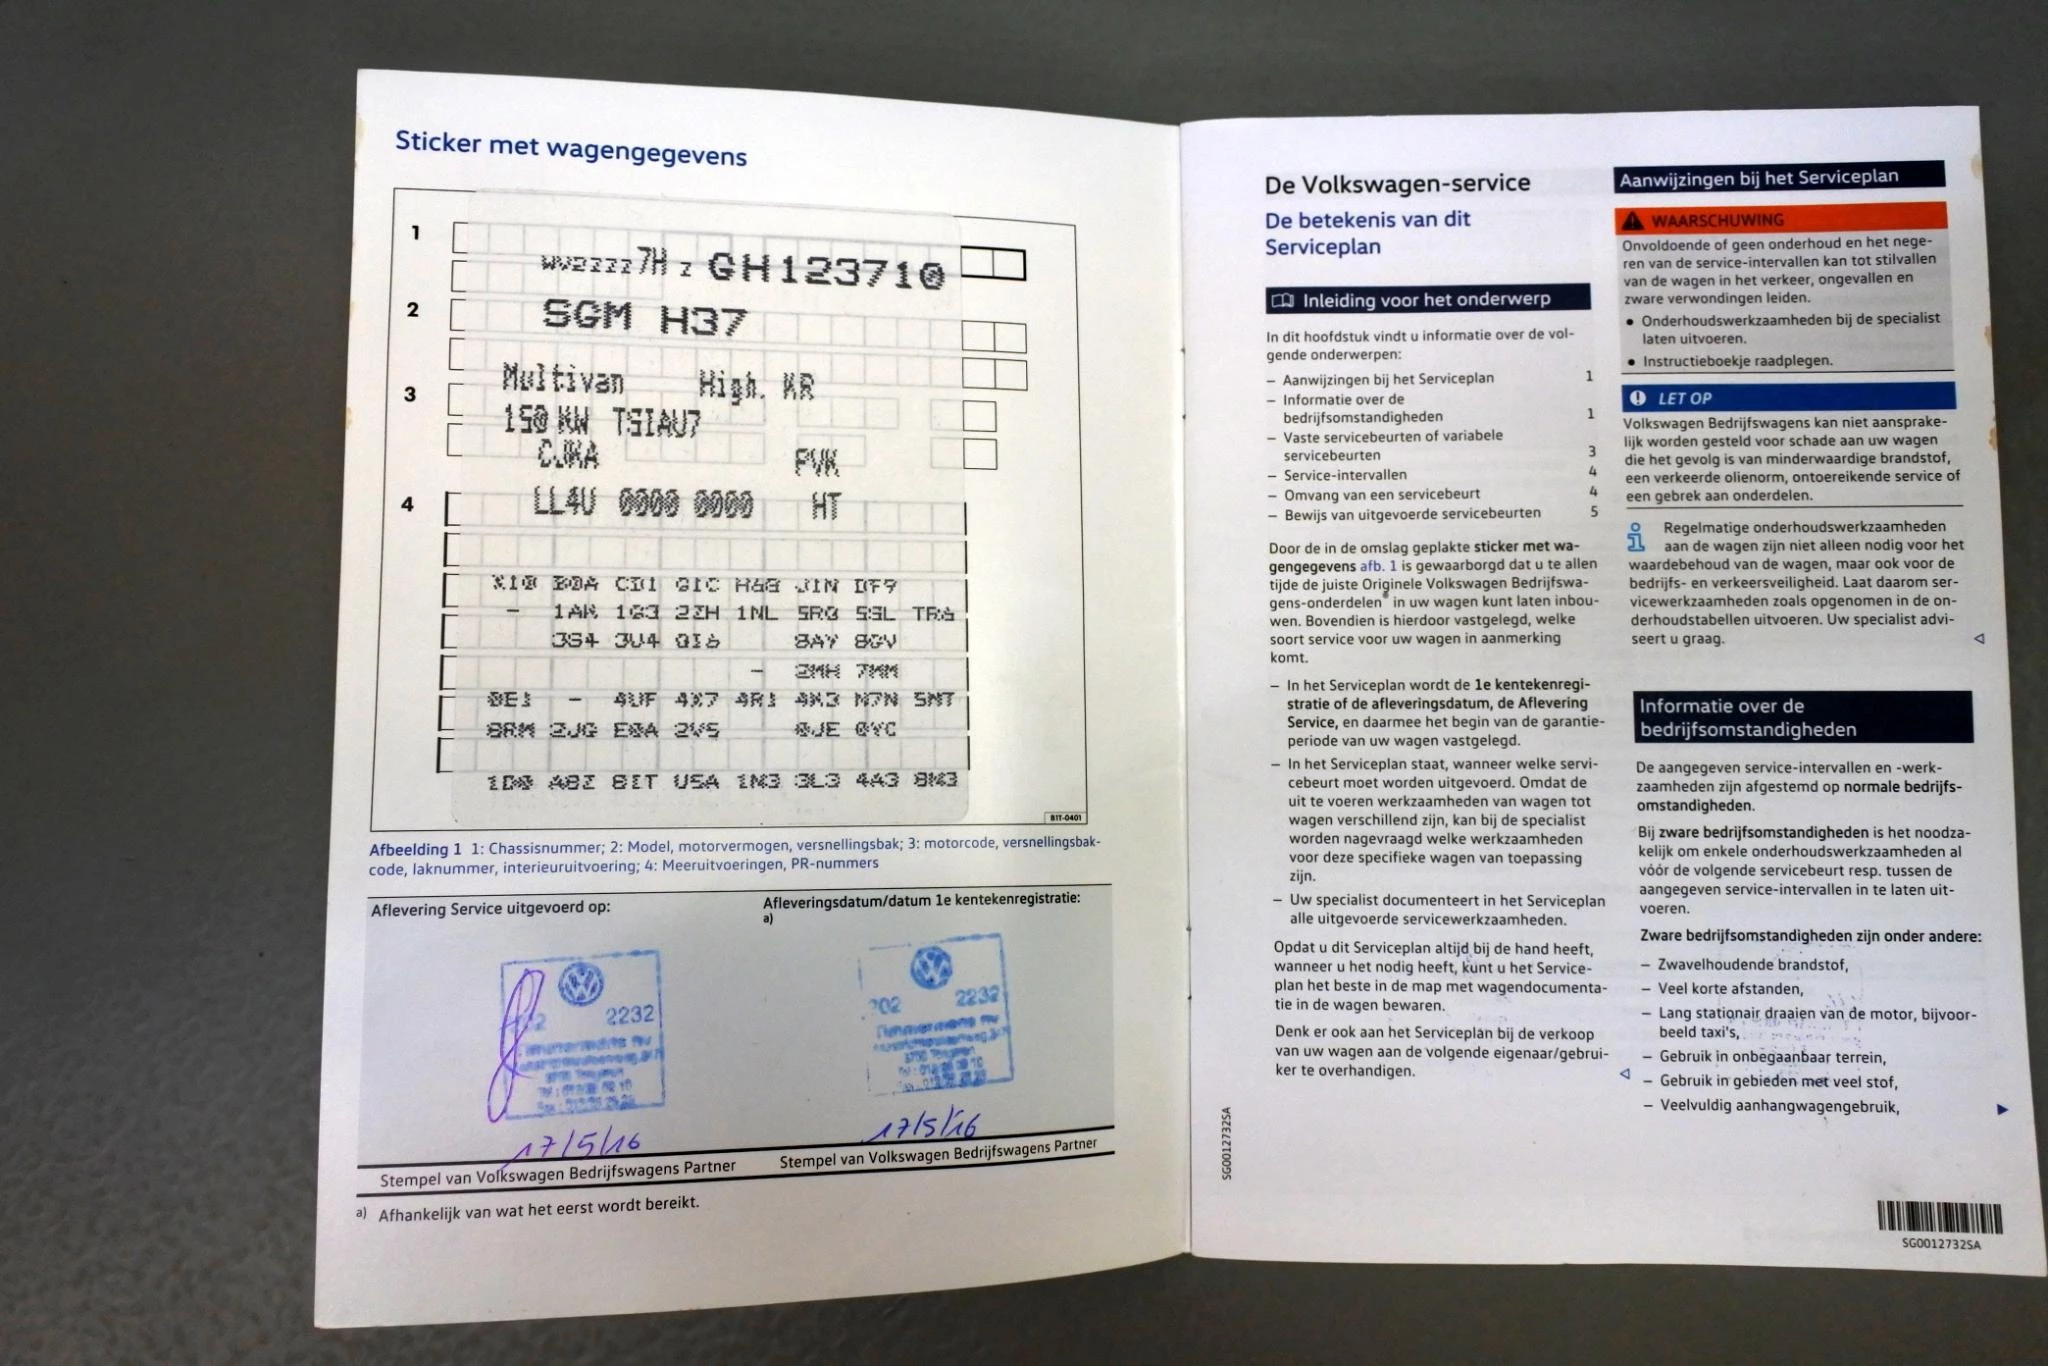 Sticker met wagengegevens
1
WV2ZZZ7H Z GH123710
2
SGM H37
Multivan High. KR
3
150 KW TSIAU7
CJKA PVK
4
LL4U 0000 0000 HT
X10 B0A CD1 G1C H6B J1N DF9
- 1AK 1G3 2ZH 1NL 5RQ 5SL TR6
3S4 3U4 QI6 8AY 8GV
- 2MH 7MM
0E1 - 4UF 4X7 4R1 4K3 N7N 5MT
8RM 2JG E0A 2V5 0JE 0YC
1D0 A8Z 8IT USA 1N3 3L3 4A3 8N3
B1T-0401
Afbeelding 1 1: Chassisnummer; 2: Model, motorvermogen, versnellingsbak; 3: motorcode, versnellingsbak-
code, laknummer, interieuruitvoering; 4: Meeruitvoeringen, PR-nummers
Aflevering Service uitgevoerd op:
2232
17/5/16
Stempel van Volkswagen Bedrijfswagens Partner
Afleveringsdatum/datum 1e kentekenregistratie:
a)
2232
17/5/16
Stempel van Volkswagen Bedrijfswagens Partner
a) Afhankelijk van wat het eerst wordt bereikt.
De Volkswagen-service
De betekenis van dit
Serviceplan
Inleiding voor het onderwerp
In dit hoofdstuk vindt u informatie over de vol-
gende onderwerpen:
– Aanwijzingen bij het Serviceplan 1
– Informatie over de
bedrijfsomstandigheden 1
– Vaste servicebeurten of variabele
servicebeurten 3
– Service-intervallen 4
– Omvang van een servicebeurt 4
– Bewijs van uitgevoerde servicebeurten 5
Door de in de omslag geplakte sticker met wa-
gengegevens afb. 1 is gewaarborgd dat u te allen
tijde de juiste Originele Volkswagen Bedrijfswa-
gens-onderdelen® in uw wagen kunt laten inbou-
wen. Bovendien is hierdoor vastgelegd, welke
soort service voor uw wagen in aanmerking
komt.
– In het Serviceplan wordt de 1e kentekenregi-
stratie of de afleveringsdatum, de Aflevering
Service, en daarmee het begin van de garantie-
periode van uw wagen vastgelegd.
– In het Serviceplan staat, wanneer welke servi-
cebeurt moet worden uitgevoerd. Omdat de
uit te voeren werkzaamheden van wagen tot
wagen verschillend zijn, kan bij de specialist
worden nagevraagd welke werkzaamheden
voor deze specifieke wagen van toepassing
zijn.
– Uw specialist documenteert in het Serviceplan
alle uitgevoerde servicewerkzaamheden.
Opdat u dit Serviceplan altijd bij de hand heeft,
wanneer u het nodig heeft, kunt u het Service-
plan het beste in de map met wagendocumenta-
tie in de wagen bewaren.
Denk er ook aan het Serviceplan bij de verkoop
van uw wagen aan de volgende eigenaar/gebrui-
ker te overhandigen.
SG0012732SA
Aanwijzingen bij het Serviceplan
WAARSCHUWING
Onvoldoende of geen onderhoud en het nege-
ren van de service-intervallen kan tot stilvallen
van de wagen in het verkeer, ongevallen en
zware verwondingen leiden.
● Onderhoudswerkzaamheden bij de specialist
laten uitvoeren.
● Instructieboekje raadplegen.
LET OP
Volkswagen Bedrijfswagens kan niet aansprake-
lijk worden gesteld voor schade aan uw wagen
die het gevolg is van minderwaardige brandstof,
een verkeerde olienorm, ontoereikende service of
een gebrek aan onderdelen.
Regelmatige onderhoudswerkzaamheden
aan de wagen zijn niet alleen nodig voor het
waardebehoud van de wagen, maar ook voor de
bedrijfs- en verkeersveiligheid. Laat daarom ser-
vicewerkzaamheden zoals opgenomen in de on-
derhoudstabellen uitvoeren. Uw specialist advi-
seert u graag.
Informatie over de
bedrijfsomstandigheden
De aangegeven service-intervallen en -werk-
zaamheden zijn afgestemd op normale bedrijfs-
omstandigheden.
Bij zware bedrijfsomstandigheden is het noodza-
kelijk om enkele onderhoudswerkzaamheden al
vóór de volgende servicebeurt resp. tussen de
aangegeven service-intervallen in te laten uit-
voeren.
Zware bedrijfsomstandigheden zijn onder andere:
– Zwavelhoudende brandstof,
– Veel korte afstanden,
– Lang stationair draaien van de motor, bijvoor-
beeld taxi's,
– Gebruik in onbegaanbaar terrein,
– Gebruik in gebieden met veel stof,
– Veelvuldig aanhangwagengebruik,
SG0012732SA